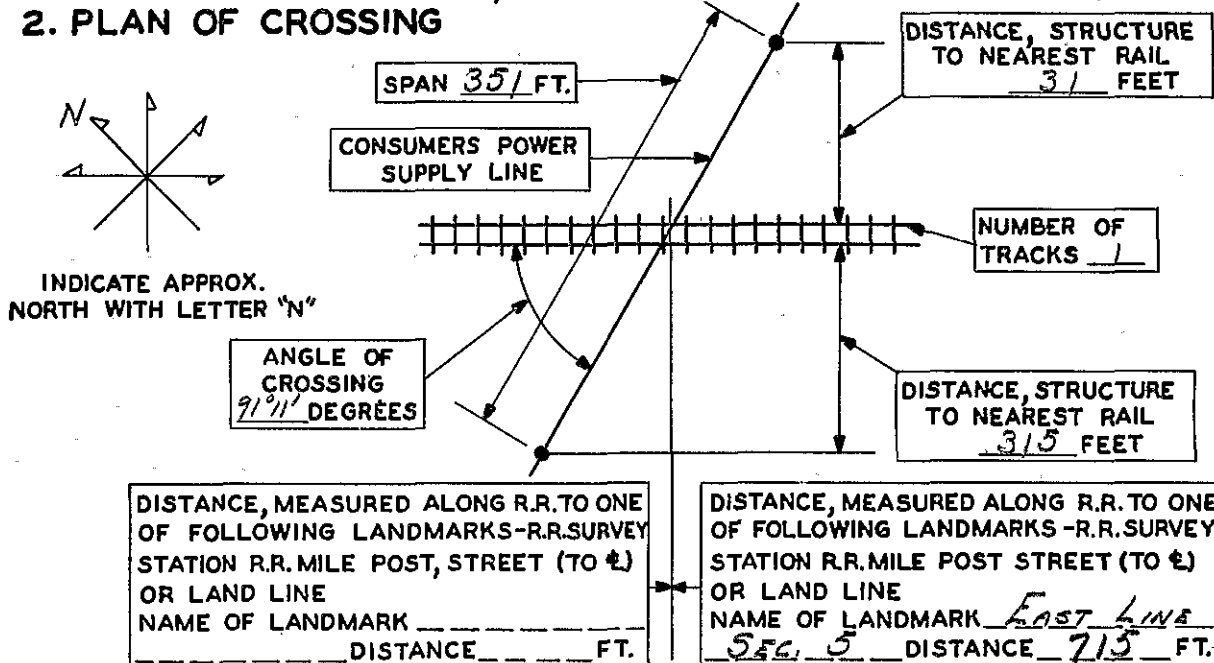 2. PLAN OF CROSSING
DISTANCE, STRUCTURE
TO NEAREST RAIL
31 FEET
SPAN 351 FT.
N
CONSUMERS POWER
SUPPLY LINE
NUMBER OF
TRACKS 1
INDICATE APPROX.
NORTH WITH LETTER "N"
ANGLE OF
CROSSING
91°11' DEGREES
DISTANCE, STRUCTURE
TO NEAREST RAIL
315 FEET
DISTANCE, MEASURED ALONG R.R. TO ONE
OF FOLLOWING LANDMARKS-R.R. SURVEY
STATION R.R. MILE POST, STREET (TO ℄)
OR LAND LINE
NAME OF LANDMARK _ _ _ _ _ _ _
_ _ _ _ _ _ DISTANCE _ _ _ FT.
DISTANCE, MEASURED ALONG R.R. TO ONE
OF FOLLOWING LANDMARKS-R.R. SURVEY
STATION R.R. MILE POST STREET (TO ℄)
OR LAND LINE
NAME OF LANDMARK EAST LINE
SEC. 5 DISTANCE 715 FT.